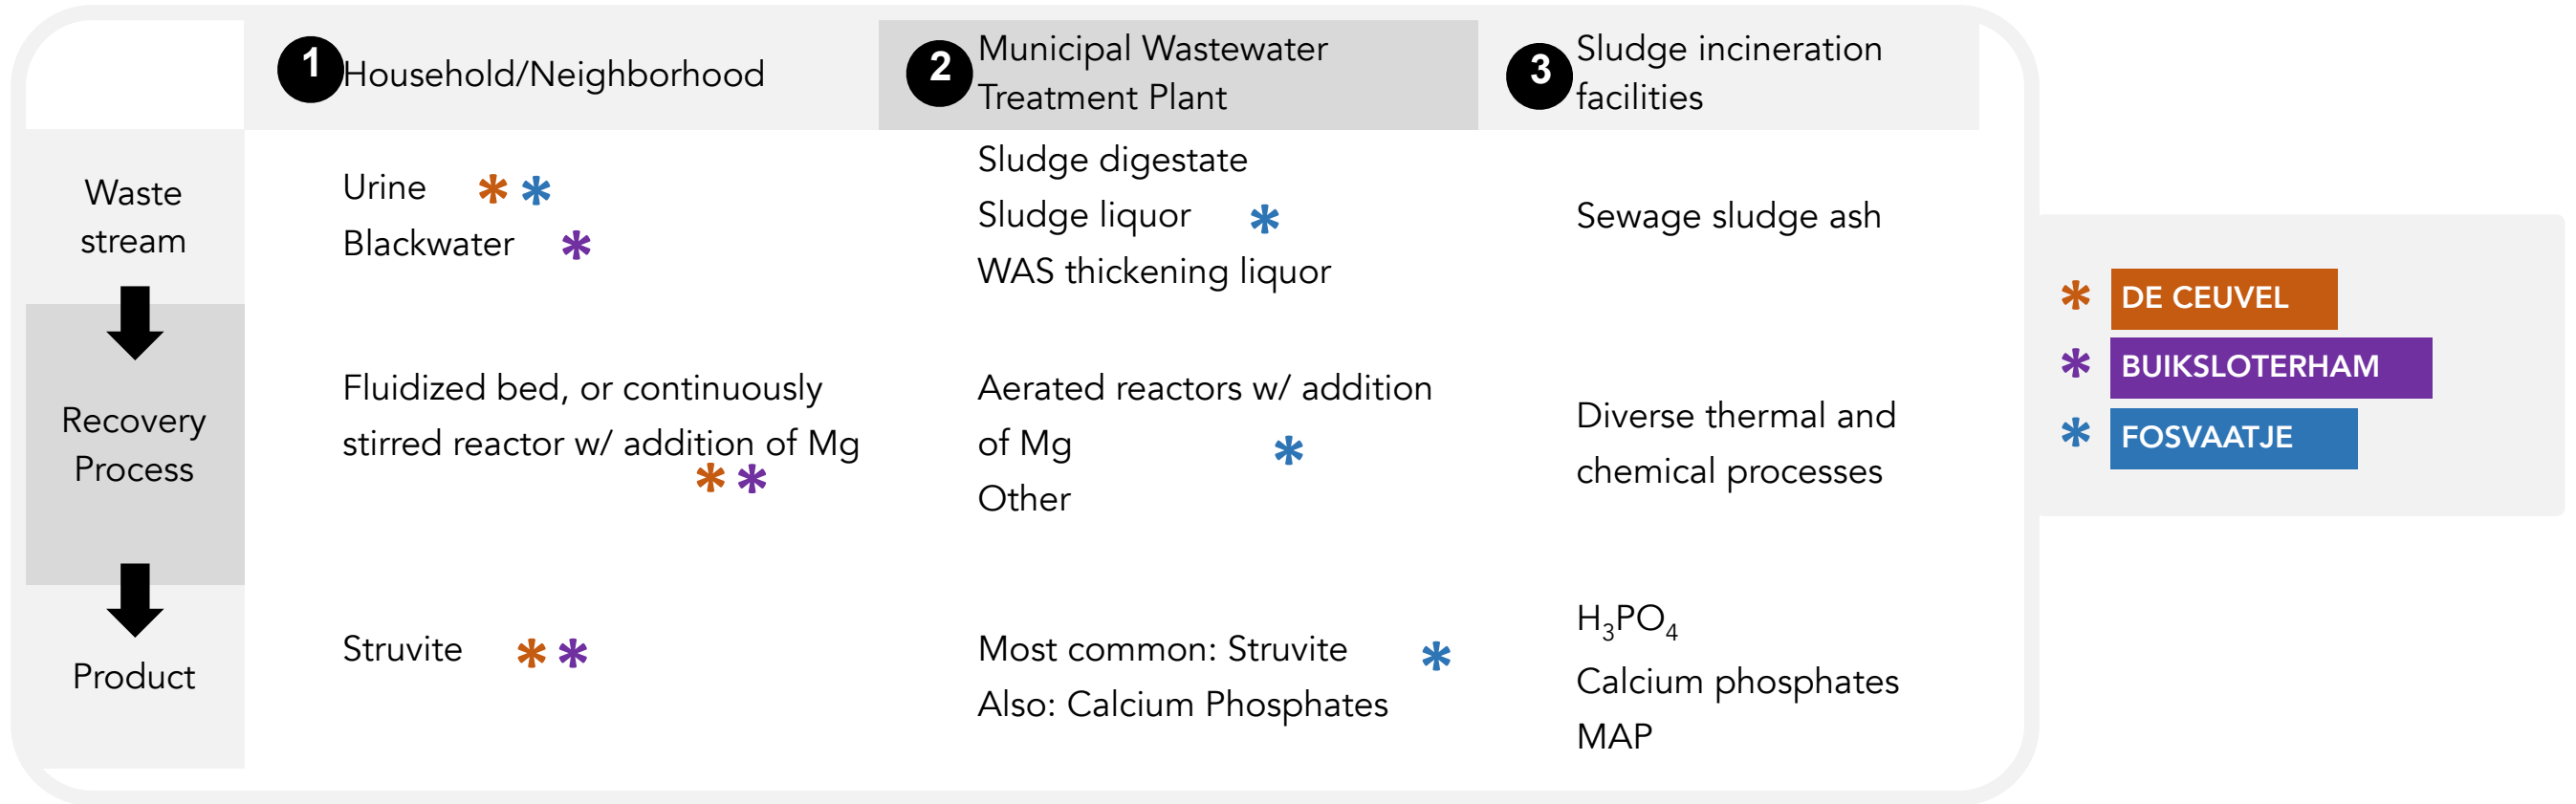 1 Household/Neighborhood
2 Municipal Wastewater
Treatment Plant
3 Sludge incineration
facilities
Waste
stream
Urine * *
Blackwater *
Sludge digestate
Sludge liquor *
WAS thickening liquor
Sewage sludge ash
Recovery
Process
Fluidized bed, or continuously
stirred reactor w/ addition of Mg
* *
Aerated reactors w/ addition
of Mg *
Other
Diverse thermal and
chemical processes
Product
Struvite * *
Most common: Struvite *
Also: Calcium Phosphates
H₃PO₄
Calcium phosphates
MAP
* DE CEUVEL
* BUIKSLOTERHAM
* FOSVAATJE